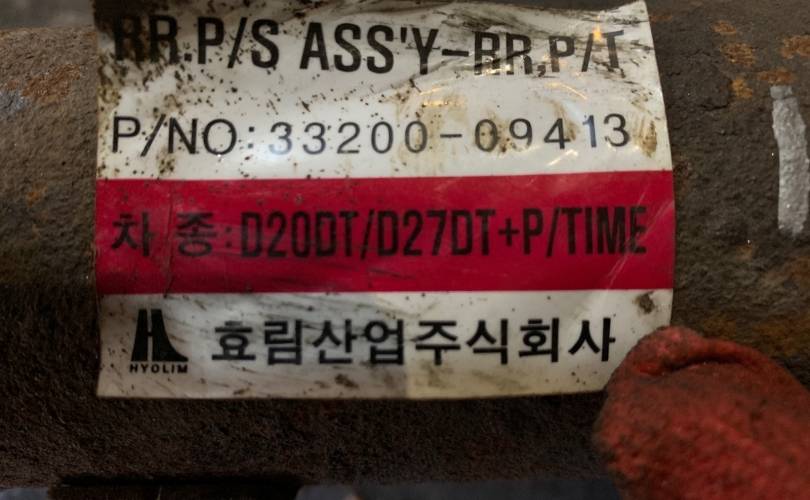 RR.P/S ASS'Y-RR,P/T
P/NO:33200-09413
차 종:D20DT/D27DT+P/TIME
HYOLIM
효림산업주식회사